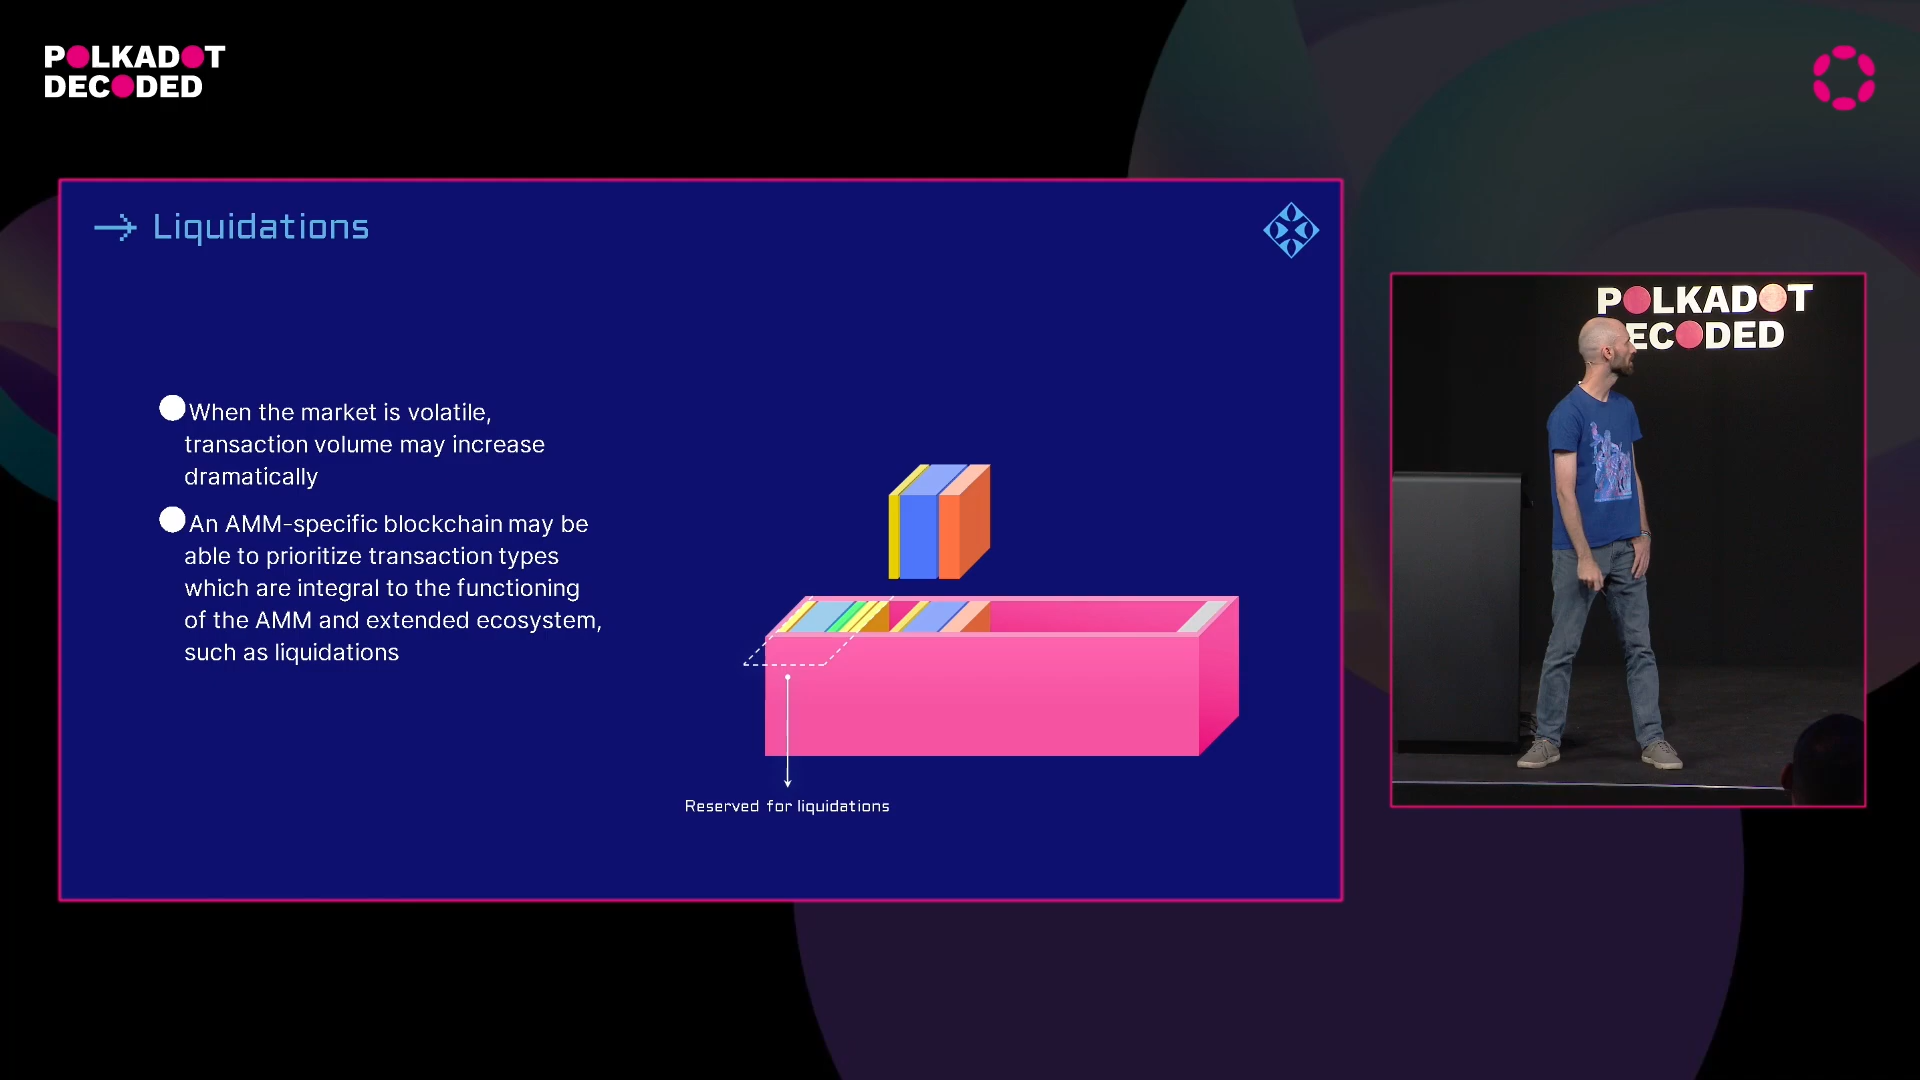 POLKADOT
DECODED
Liquidations
When the market is volatile,
transaction volume may increase
dramatically
An AMM-specific blockchain may be
able to prioritize transaction types
which are integral to the functioning
of the AMM and extended ecosystem,
such as liquidations
Reserved for liquidations
POLKADOT
ECODED